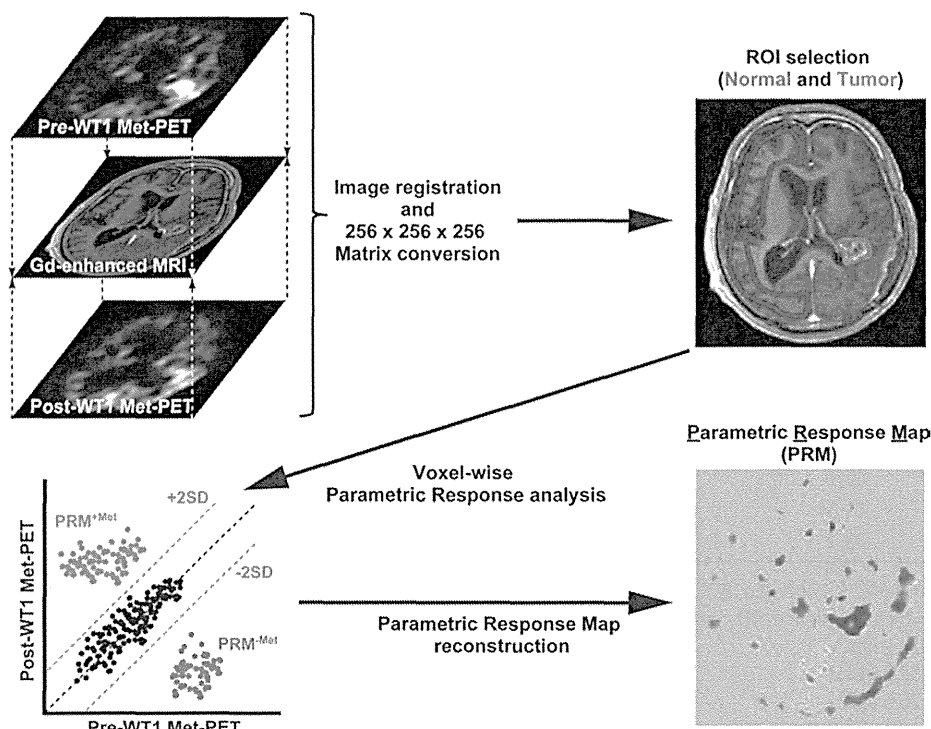 Pre-WT1 Met-PET
Gd-enhanced MRI
Post-WT1 Met-PET
Image registration
and
256 x 256 x 256
Matrix conversion
ROI selection
(Normal and Tumor)
Voxel-wise
Parametric Response analysis
Post-WT1 Met-PET
Pre-WT1 Met-PET
+2SD
-2SD
PRM+Met
PRM-Met
Parametric Response Map
reconstruction
Parametric Response Map
(PRM)